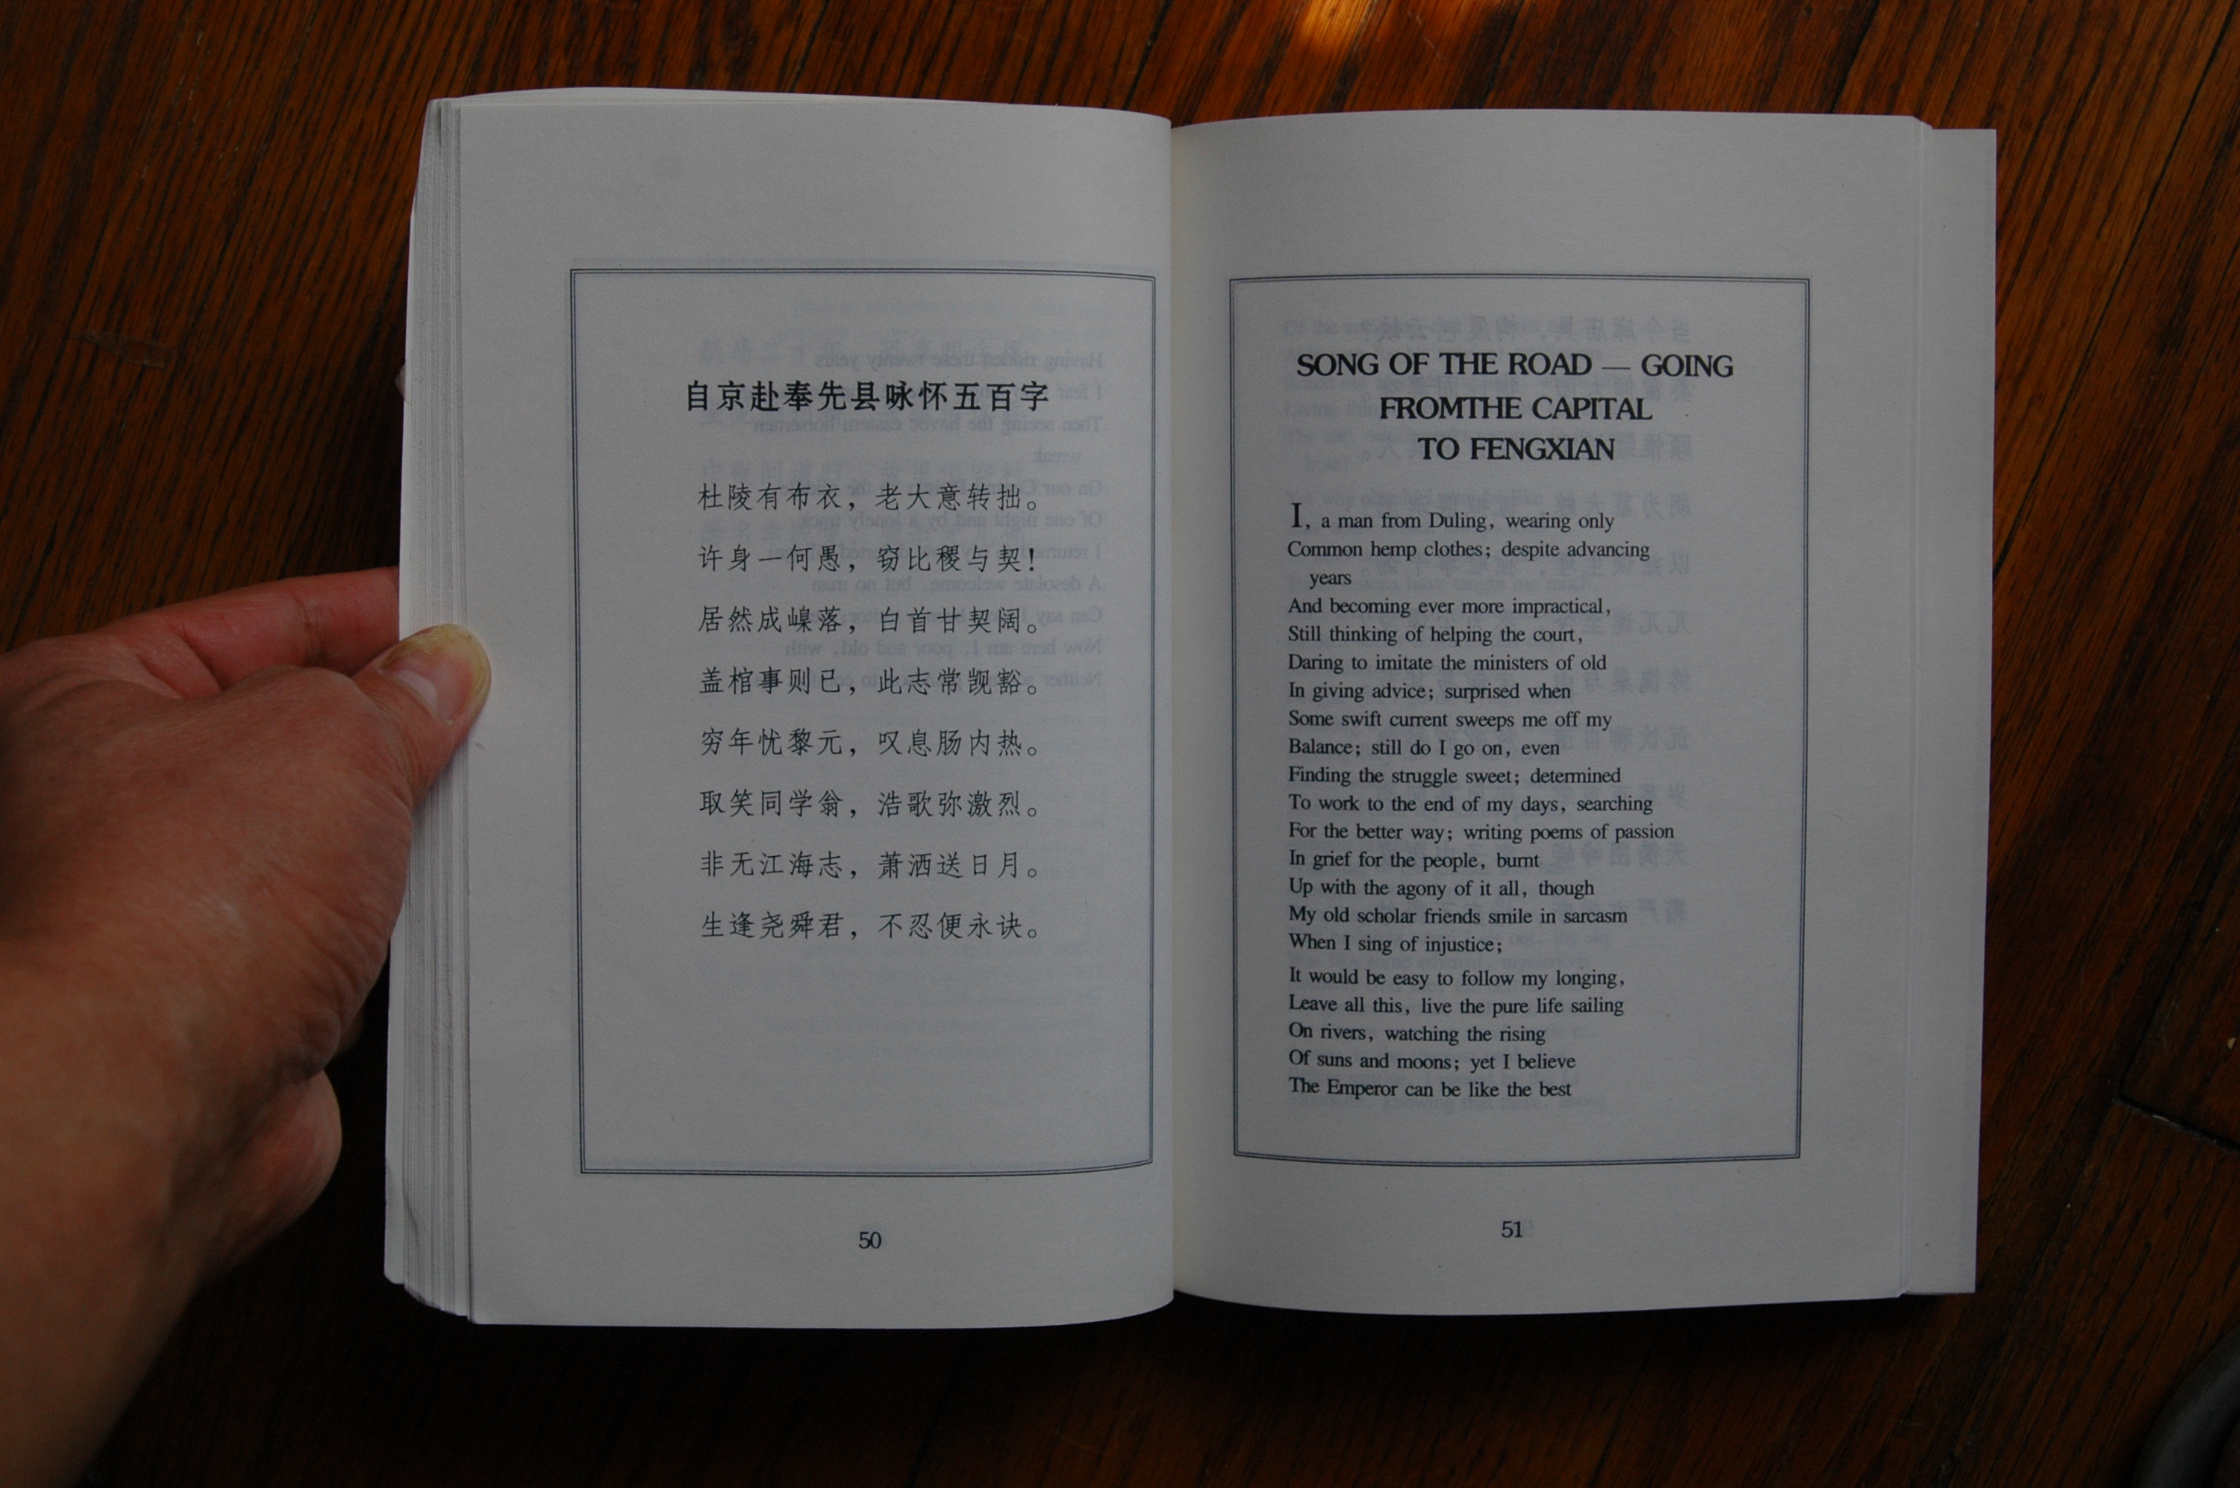 自京赴奉先县咏怀五百字
杜陵有布衣，老大意转拙。
许身一何愚，窃比稷与契！
居然成嵲落，白首甘契阔。
盖棺事则已，此志常觊豁。
穷年忧黎元，叹息肠内热。
取笑同学翁，浩歌弥激烈。
非无江海志，萧洒送日月。
生逢尧舜君，不忍便永诀。
50
SONG OF THE ROAD — GOING
FROMTHE CAPITAL
TO FENGXIAN
I, a man from Duling, wearing only
Common hemp clothes; despite advancing
years
And becoming ever more impractical,
Still thinking of helping the court,
Daring to imitate the ministers of old
In giving advice; surprised when
Some swift current sweeps me off my
Balance; still do I go on, even
Finding the struggle sweet; determined
To work to the end of my days, searching
For the better way; writing poems of passion
In grief for the people, burnt
Up with the agony of it all, though
My old scholar friends smile in sarcasm
When I sing of injustice;
It would be easy to follow my longing,
Leave all this, live the pure life sailing
On rivers, watching the rising
Of suns and moons; yet I believe
The Emperor can be like the best
51